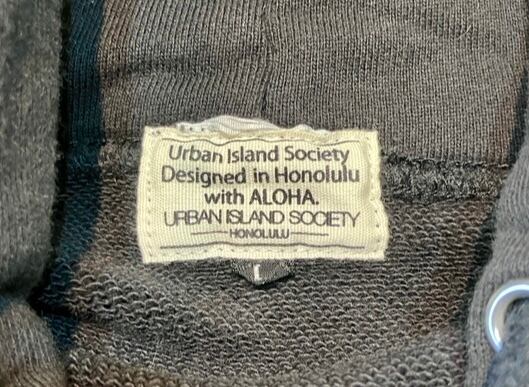 Urban Island Society
Designed in Honolulu
with ALOHA.
URBAN ISLAND SOCIETY
HONOLULU